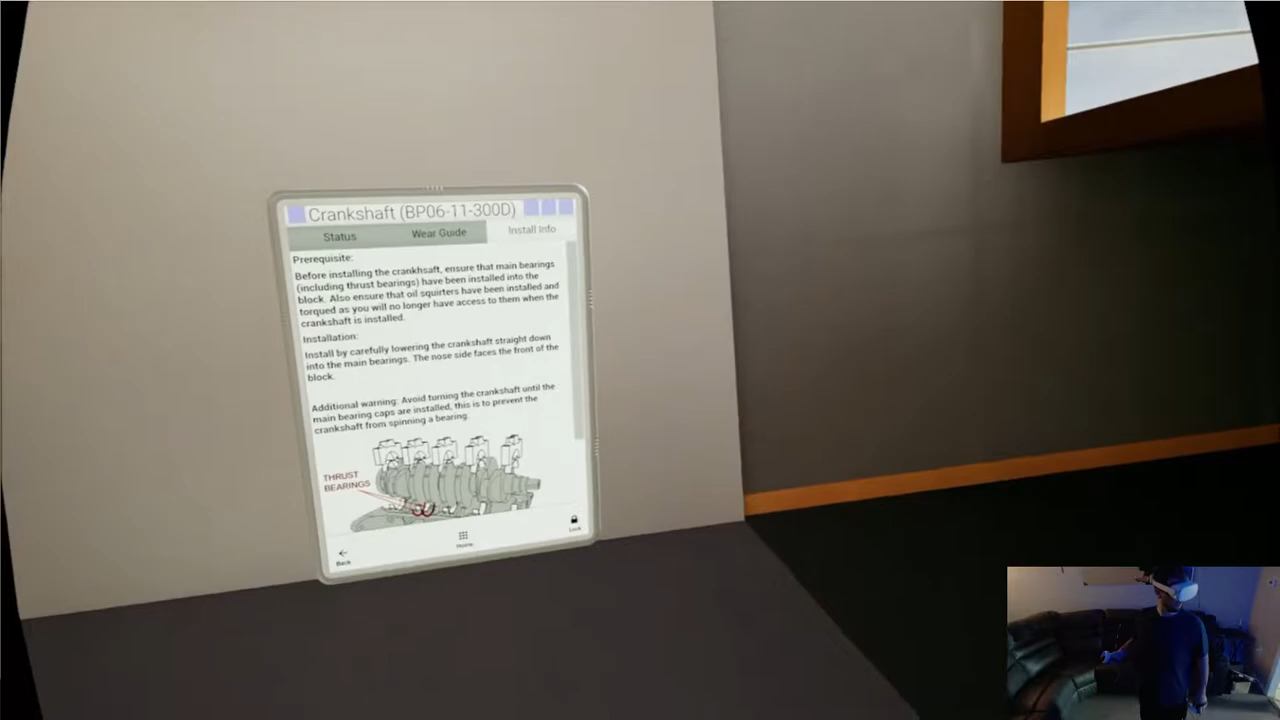 Crankshaft (BP06-11-300D)
Status
Wear Guide
Install Info
Prerequisite:
Before installing the crankhsaft, ensure that main bearings
(including thrust bearings) have been installed into the
block. Also ensure that oil squirters have been installed and
torqued as you will no longer have access to them when the
crankshaft is installed.
Installation:
Install by carefully lowering the crankshaft straight down
into the main bearings. The nose side faces the front of the
block.
Additional warning: Avoid turning the crankshaft until the
main bearing caps are installed, this is to prevent the
crankshaft from spinning a bearing.
THRUST
BEARINGS
Back
Home
Lock